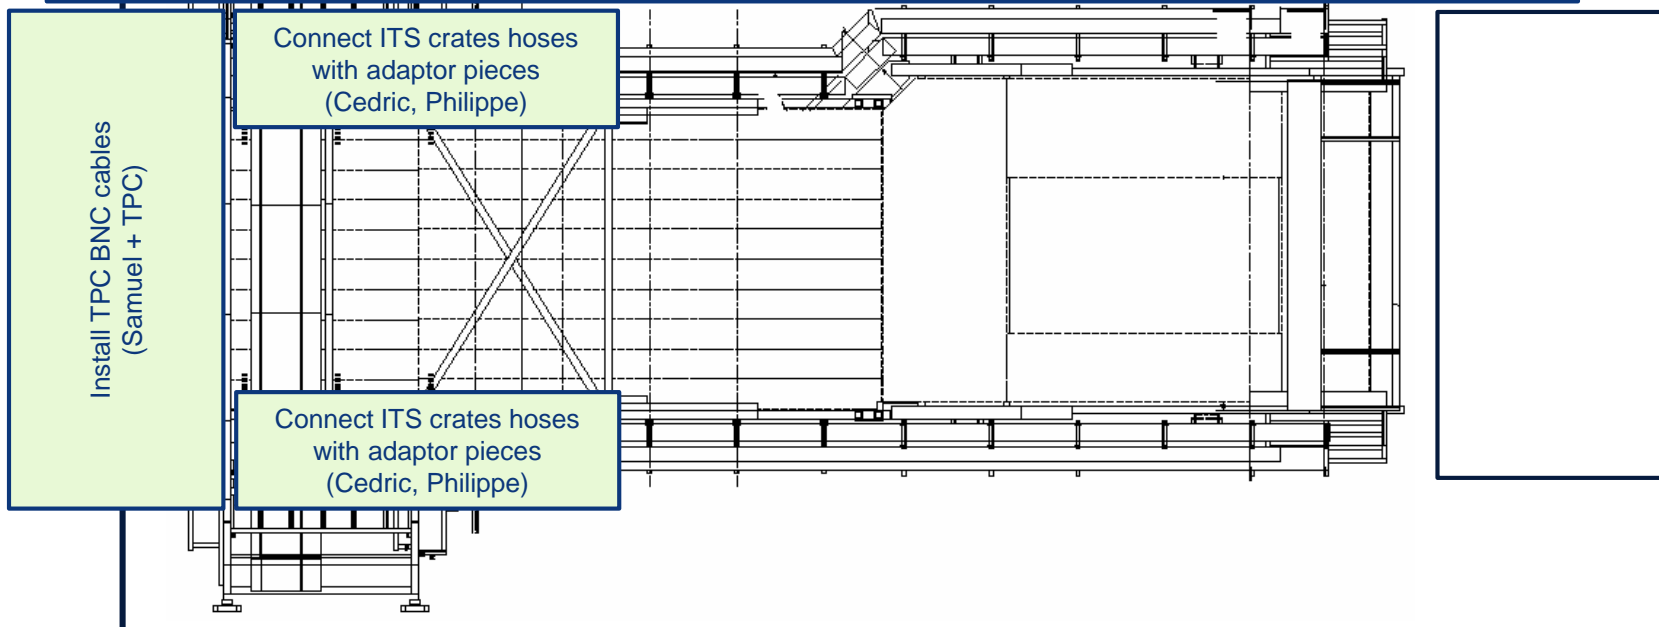 Install TPC BNC cables
(Samuel + TPC)
Connect ITS crates hoses
with adaptor pieces
(Cedric, Philippe)
Connect ITS crates hoses
with adaptor pieces
(Cedric, Philippe)